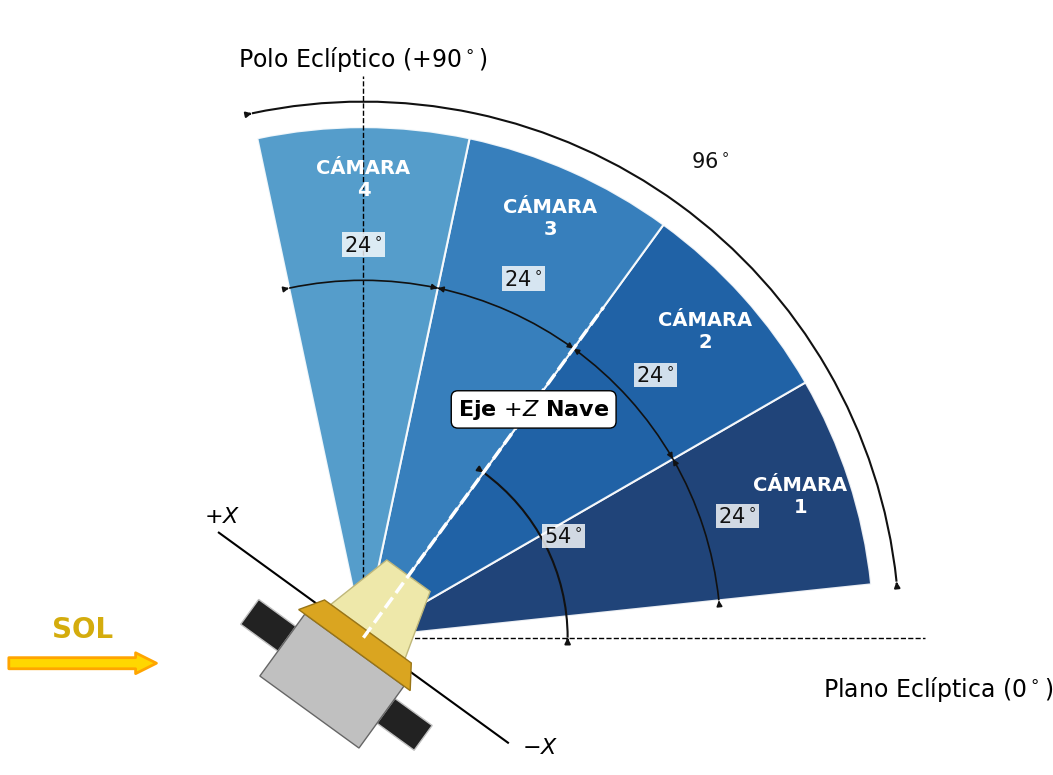 Polo Eclíptico (+90°)
96°
CÁMARA
4
CÁMARA
3
24°
24°
CÁMARA
2
24°
Eje +Z Nave
CÁMARA
1
24°
+X
54°
SOL
Plano Eclíptica (0°)
−X